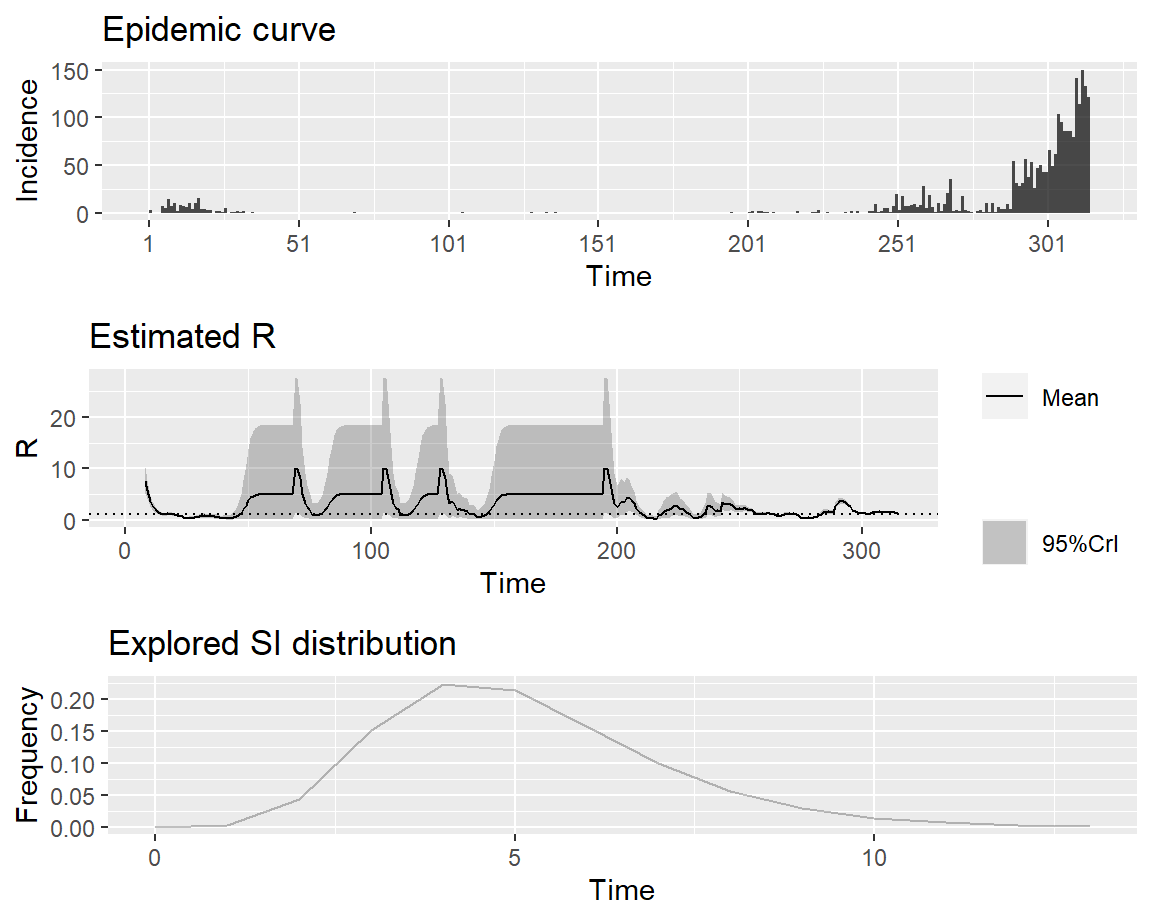 Epidemic curve
150
100
50
0
Incidence
1 51 101 151 201 251 301
Time
Estimated R
20
10
0
R
0 100 200 300
Time
Mean
95%CrI
Explored SI distribution
0.20
0.15
0.10
0.05
0.00
Frequency
0 5 10
Time